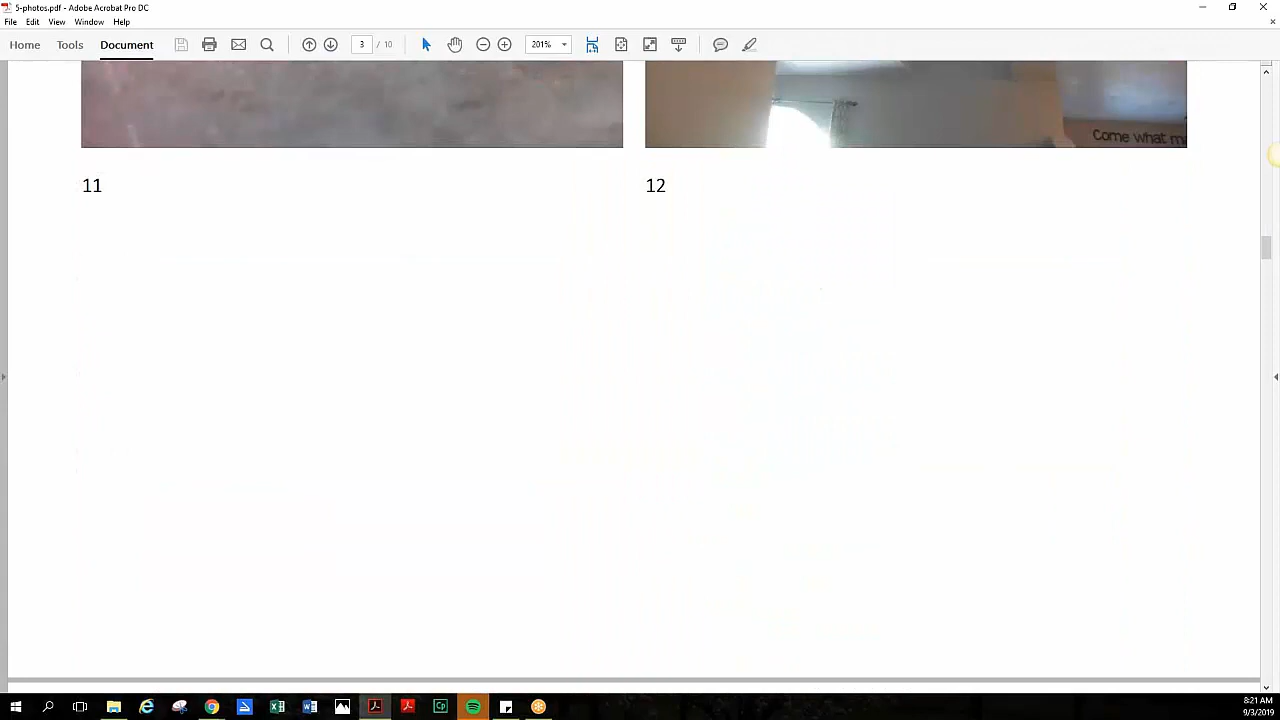 5-photos.pdf - Adobe Acrobat Pro DC
File Edit View Window Help
Home Tools Document
3 / 10
201%
Come what m
11
12
8:21 AM
9/3/2019